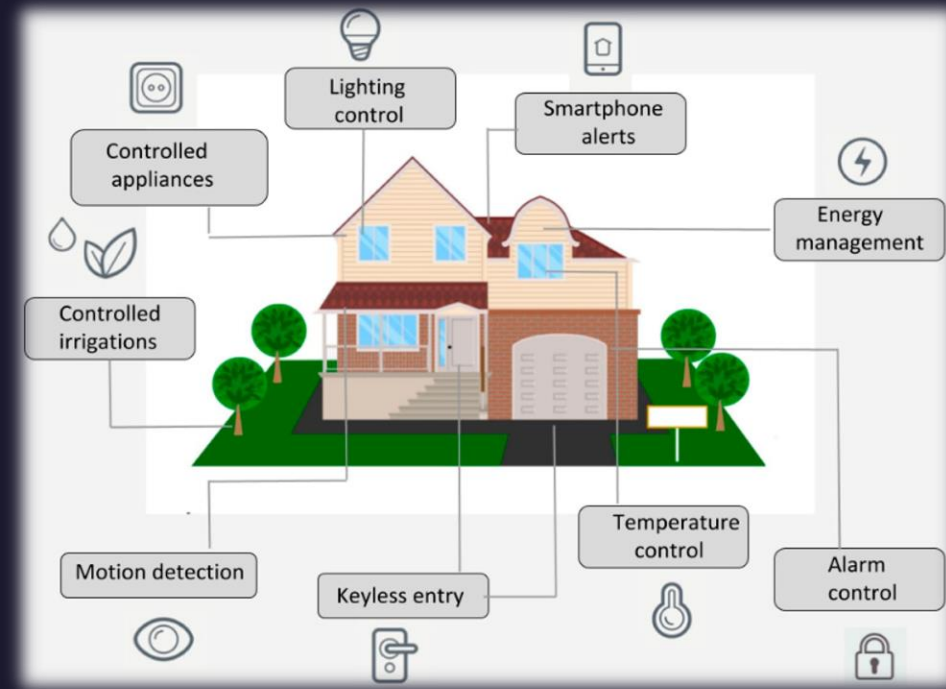 Lighting
control
Smartphone
alerts
Controlled
appliances
Energy
management
Controlled
irrigations
Temperature
control
Motion detection
Keyless entry
Alarm
control